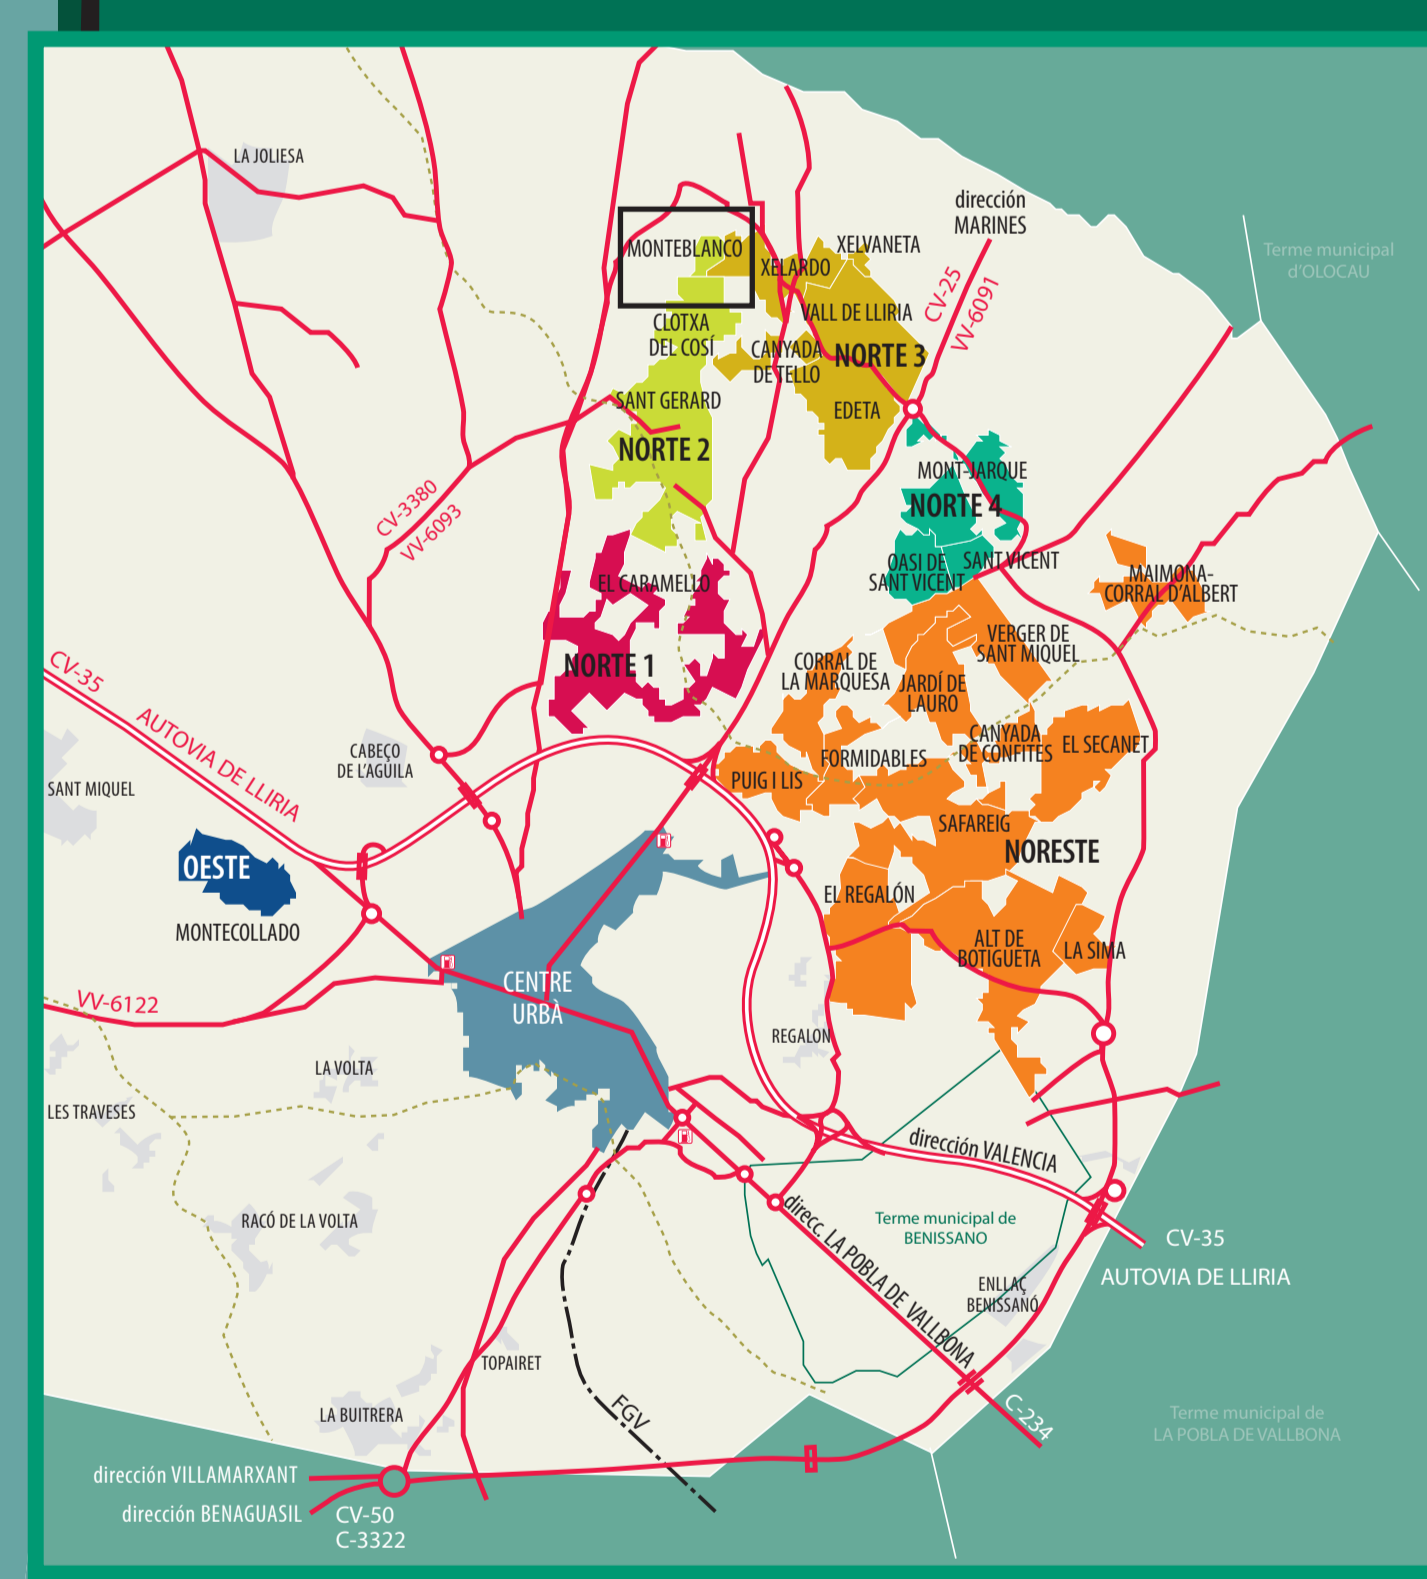 LA JOLIESA
dirección
MARINES
Terme municipal
d'OLOCAU
MONTEBLANCO
XELVANETA
XELARDO
CV-25
VV-6091
VALL DE LLIRIA
CLOTXA
DEL COSÍ
CANYADA
DE TELLO
NORTE 3
SANT GERARD
EDETA
NORTE 2
MONT-JARQUE
NORTE 4
CV-3380
VV-6093
OASI DE
SANT VICENT
SANT VICENT
EL CARAMELLO
MAIMONA-
CORRAL D'ALBERT
NORTE 1
VERGER DE
SANT MIQUEL
CORRAL DE
LA MARQUESA
JARDÍ DE
LAURO
CV-35
AUTOVIA DE LLIRIA
CABEÇO
DE L'AGUILA
CANYADA
DE CONFITES
EL SECANET
FORMIDABLES
PUIG I LIS
SANT MIQUEL
SAFAREIG
NORESTE
OESTE
MONTECOLLADO
EL REGALÓN
ALT DE
BOTIGUETA
LA SIMA
CENTRE
URBÀ
VV-6122
REGALON
LA VOLTA
LES TRAVESES
dirección VALENCIA
RACÓ DE LA VOLTA
direcc. LA POBLA DE VALLBONA
Terme municipal de
BENISSANO
CV-35
AUTOVIA DE LLIRIA
ENLLAÇ
BENISSANÓ
TOPAIRET
LA BUITRERA
FGV
C-234
Terme municipal de
LA POBLA DE VALLBONA
dirección VILLAMARXANT
dirección BENAGUASIL
CV-50
C-3322